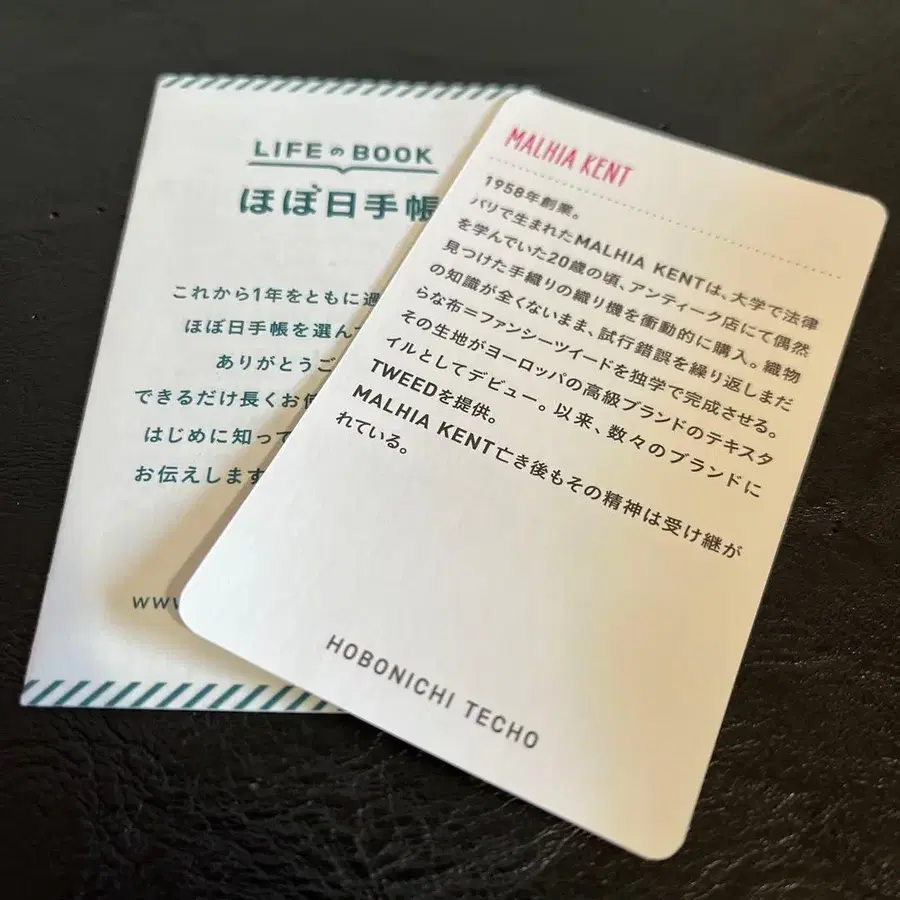 LIFEのBOOK
ほぼ日手帳
これから1年をともに過
ほぼ日手帳を選ん
ありがとうご
できるだけ長くお使
はじめに知って
お伝えします
www
MALHIA KENT
1958年創業。
パリで生まれたMALHIA KENTは、大学で法律
を学んでいた20歳の頃、アンティーク店にて偶然
見つけた手織りの織り機を衝動的に購入。織物
の知識が全くないまま、試行錯誤を繰り返しまだ
らな布＝ファンシーツイードを独学で完成させる。
その生地がヨーロッパの高級ブランドのテキスタ
イルとしてデビュー。以来、数々のブランドに
TWEEDを提供。
MALHIA KENT亡き後もその精神は受け継が
れている。
HOBONICHI TECHO